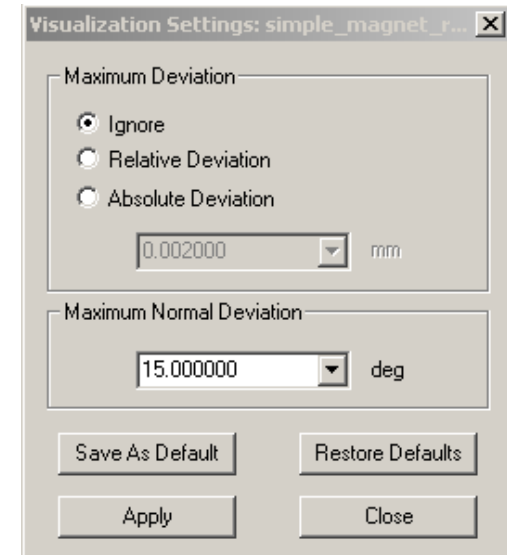 Visualization Settings: simple_magnet_r...
Maximum Deviation
Ignore
Relative Deviation
Absolute Deviation
0.002000 mm
Maximum Normal Deviation
15.000000 deg
Save As Default Restore Defaults
Apply Close